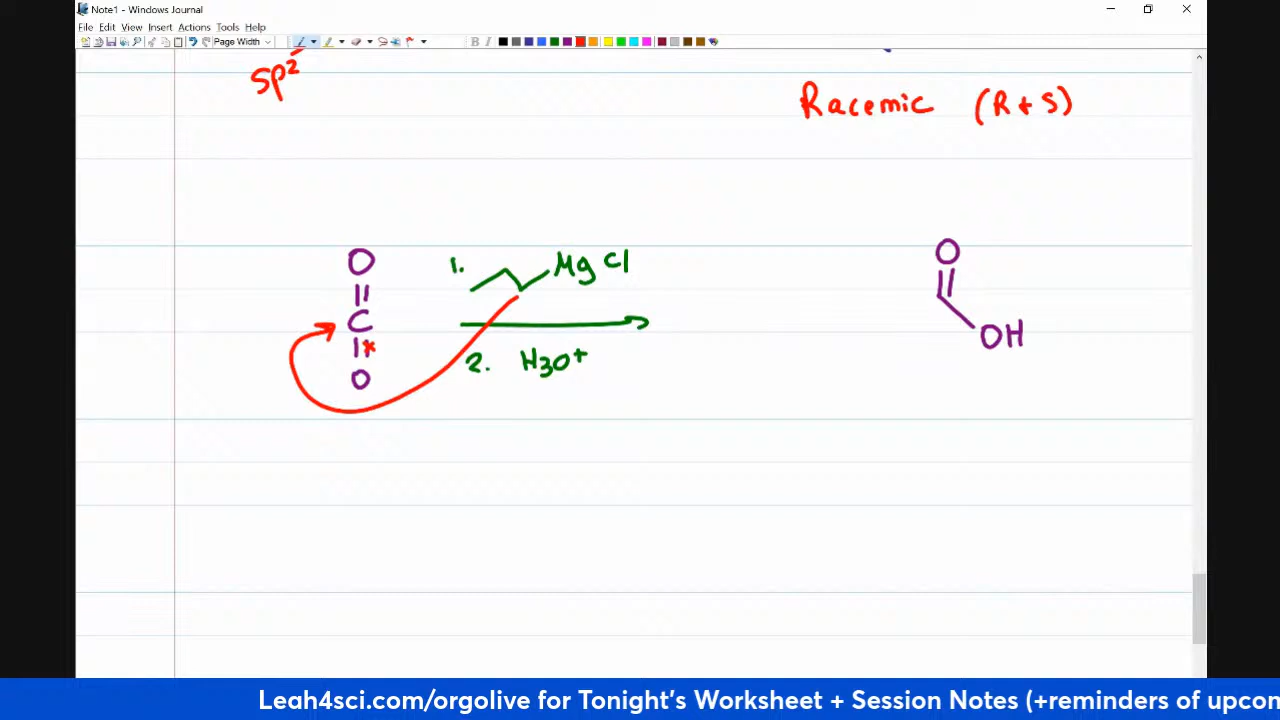 Note1 - Windows Journal
File Edit View Insert Actions Tools Help
Page Width
B I
sp²
Racemic (R + S)
O
C
O
1. MgCl
2. H3O+
O
OH
Leah4sci.com/orgolive for Tonight's Worksheet + Session Notes (+reminders of upcon